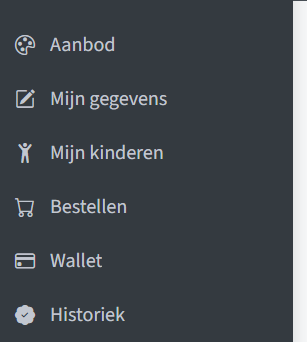 Aanbod
Mijn gegevens
Mijn kinderen
Bestellen
Wallet
Historiek